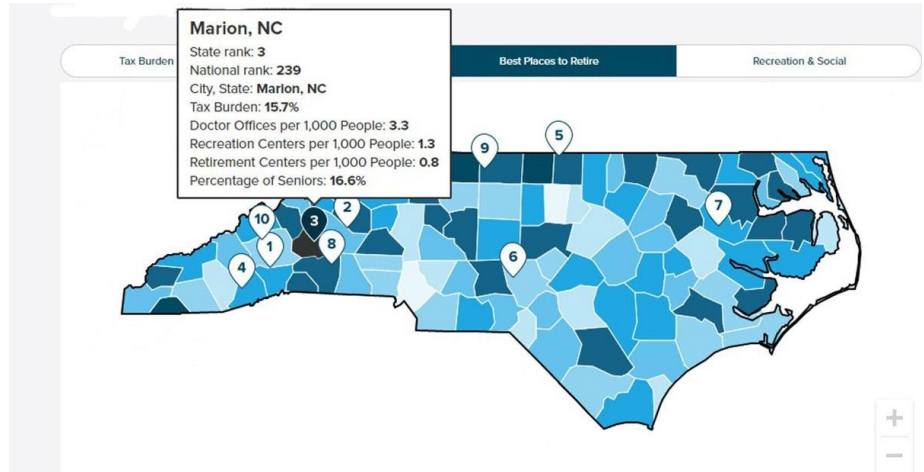 Marion, NC
State rank: 3
National rank: 239
City, State: Marion, NC
Tax Burden: 15.7%
Doctor Offices per 1,000 People: 3.3
Recreation Centers per 1,000 People: 1.3
Retirement Centers per 1,000 People: 0.8
Percentage of Seniors: 16.6%
Tax Burden
Best Places to Retire
Recreation & Social
5
9
2
7
10
3
1
8
6
4
+
−